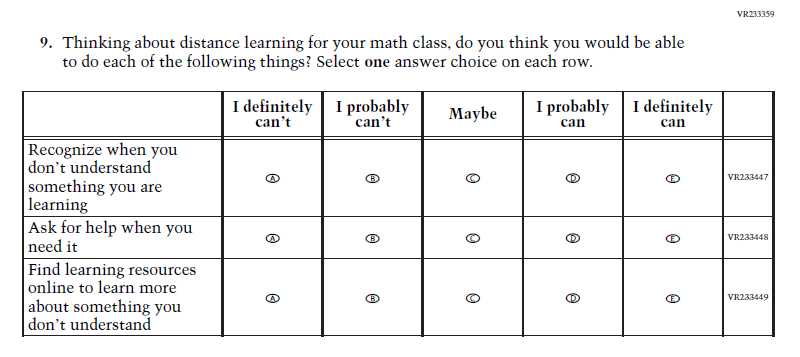 VR233359
9. Thinking about distance learning for your math class, do you think you would be able
to do each of the following things? Select one answer choice on each row.
I definitely can't I probably can't Maybe I probably can I definitely can
Recognize when you
don't understand
something you are
learning
A B C D E VR233447
Ask for help when you
need it
A B C D E VR233448
Find learning resources
online to learn more
about something you
don't understand
A B C D E VR233449